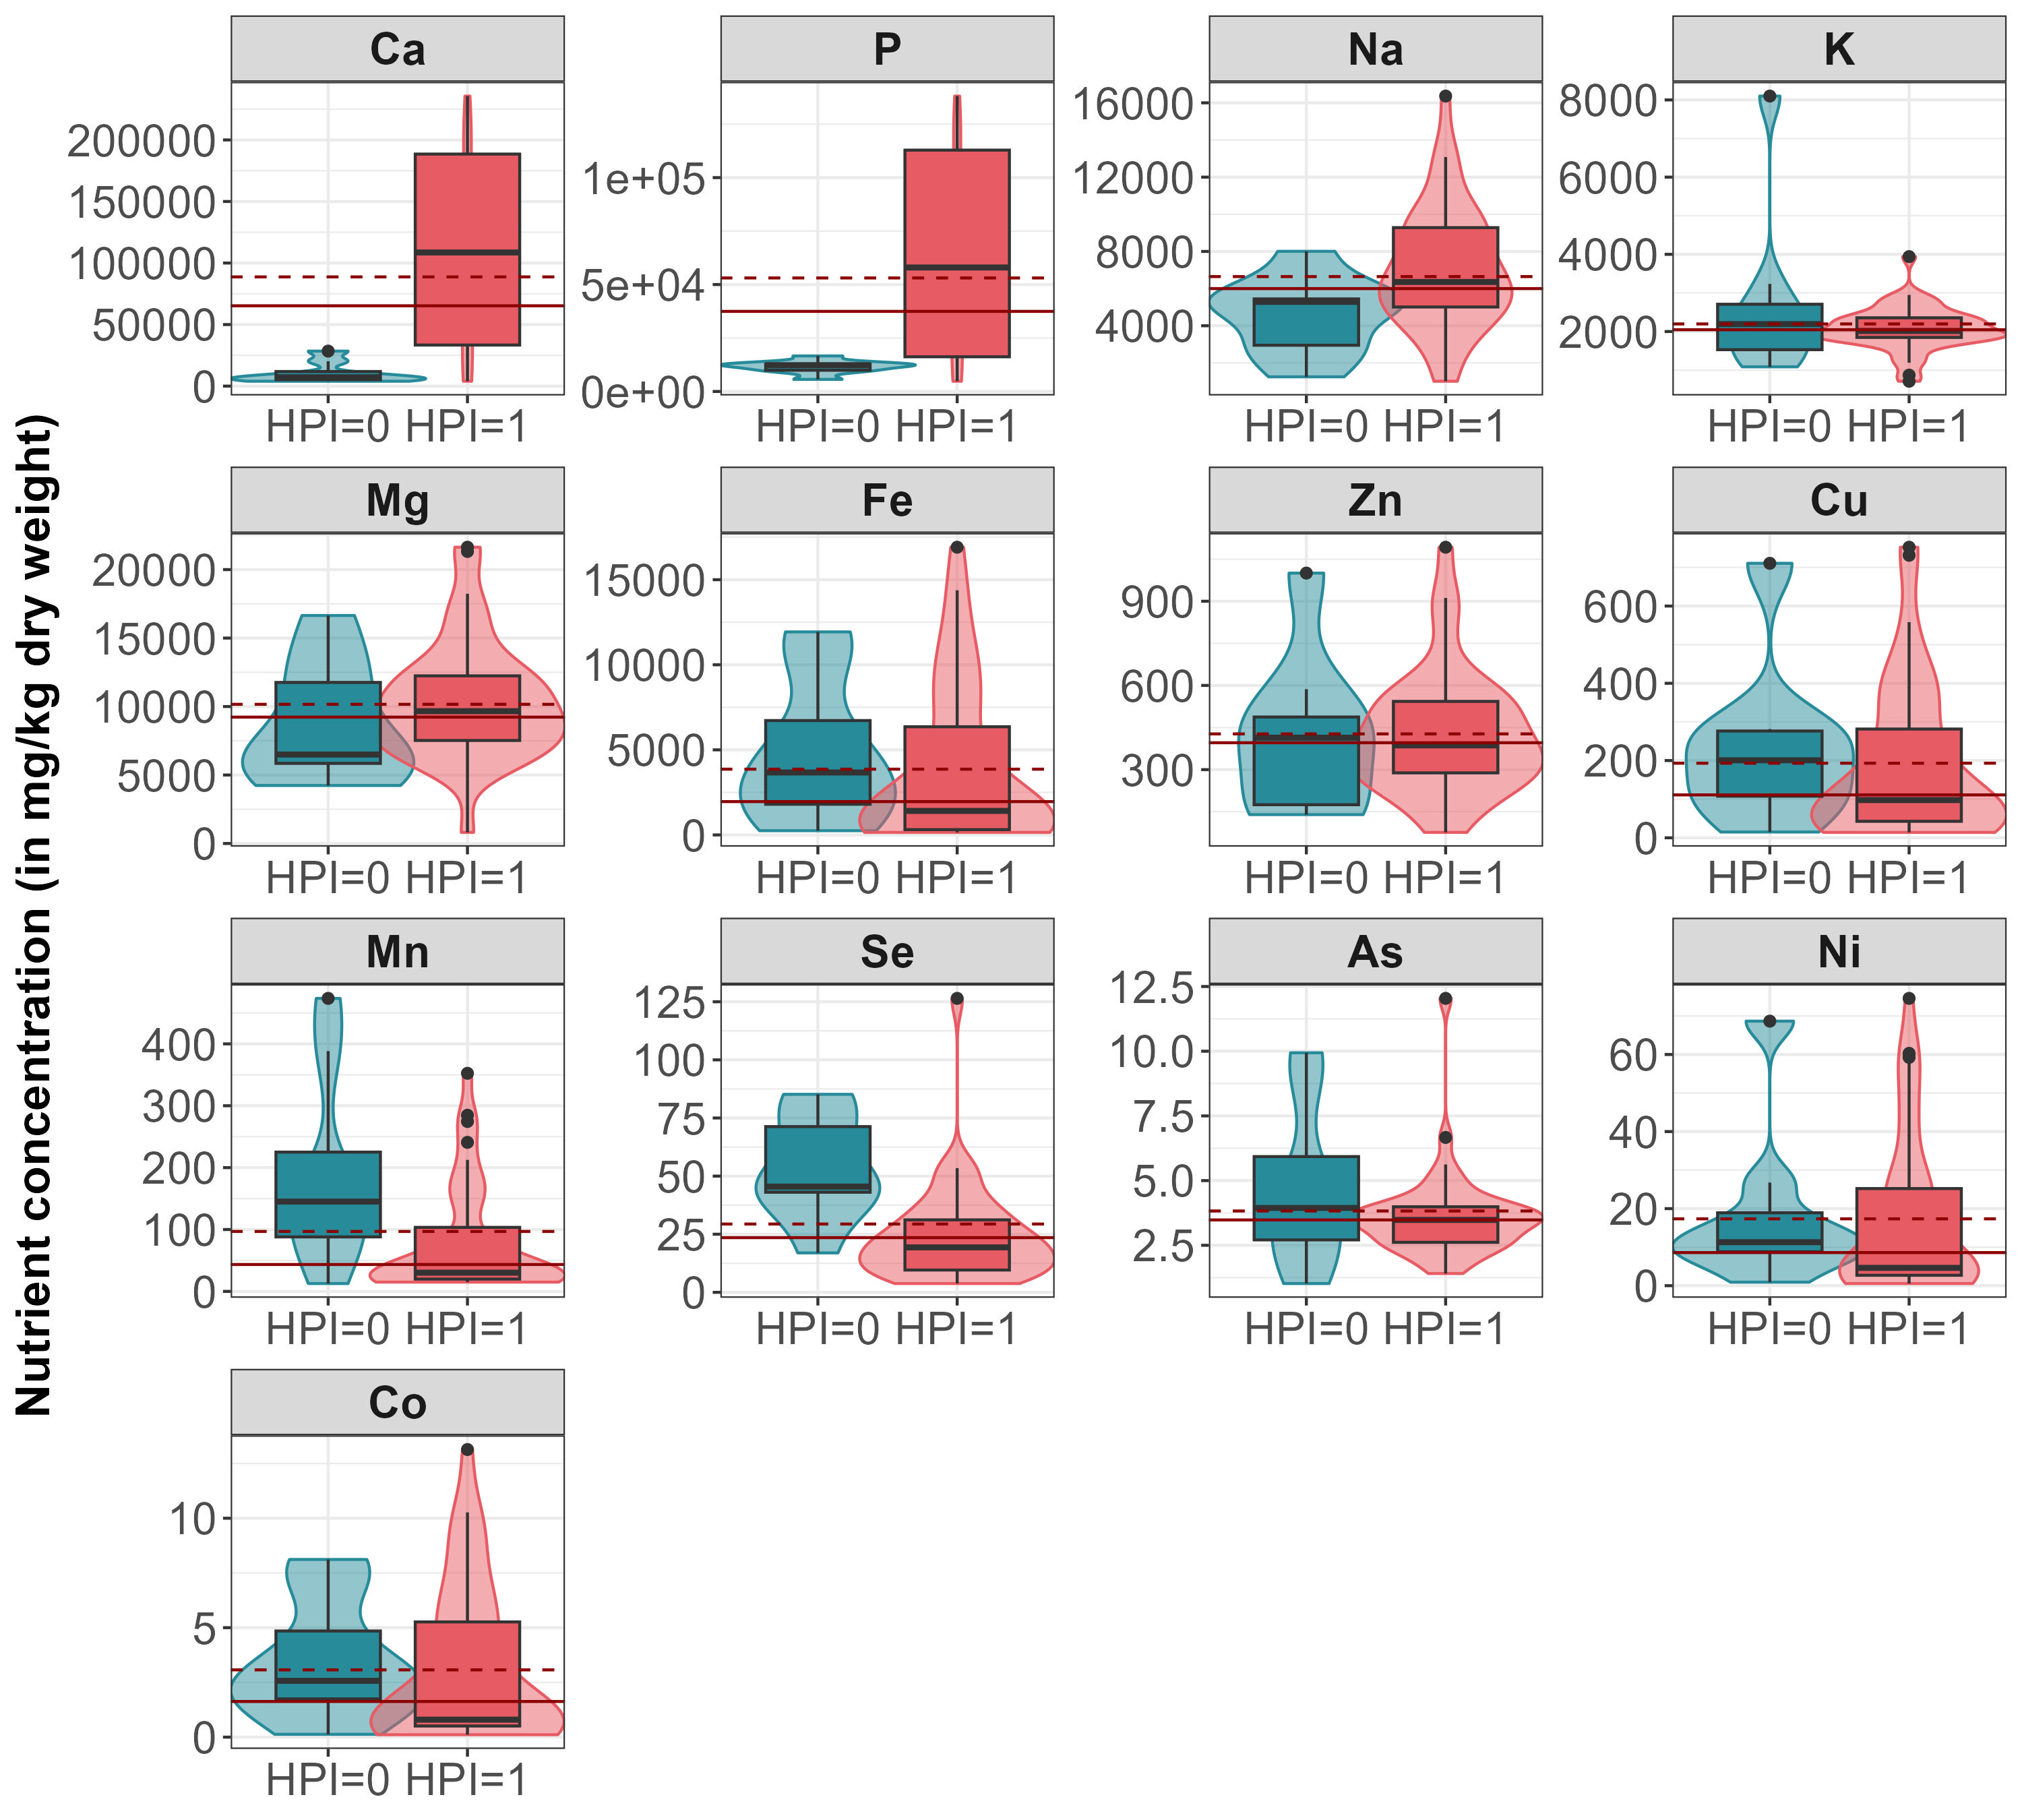 Nutrient concentration (in mg/kg dry weight)
Ca
200000
150000
100000
50000
0
HPI=0 HPI=1
P
1e+05
5e+04
0e+00
HPI=0 HPI=1
Na
16000
12000
8000
4000
HPI=0 HPI=1
K
8000
6000
4000
2000
HPI=0 HPI=1
Mg
20000
15000
10000
5000
0
HPI=0 HPI=1
Fe
15000
10000
5000
0
HPI=0 HPI=1
Zn
900
600
300
HPI=0 HPI=1
Cu
600
400
200
0
HPI=0 HPI=1
Mn
400
300
200
100
0
HPI=0 HPI=1
Se
125
100
75
50
25
0
HPI=0 HPI=1
As
12.5
10.0
7.5
5.0
2.5
HPI=0 HPI=1
Ni
60
40
20
0
HPI=0 HPI=1
Co
10
5
0
HPI=0 HPI=1